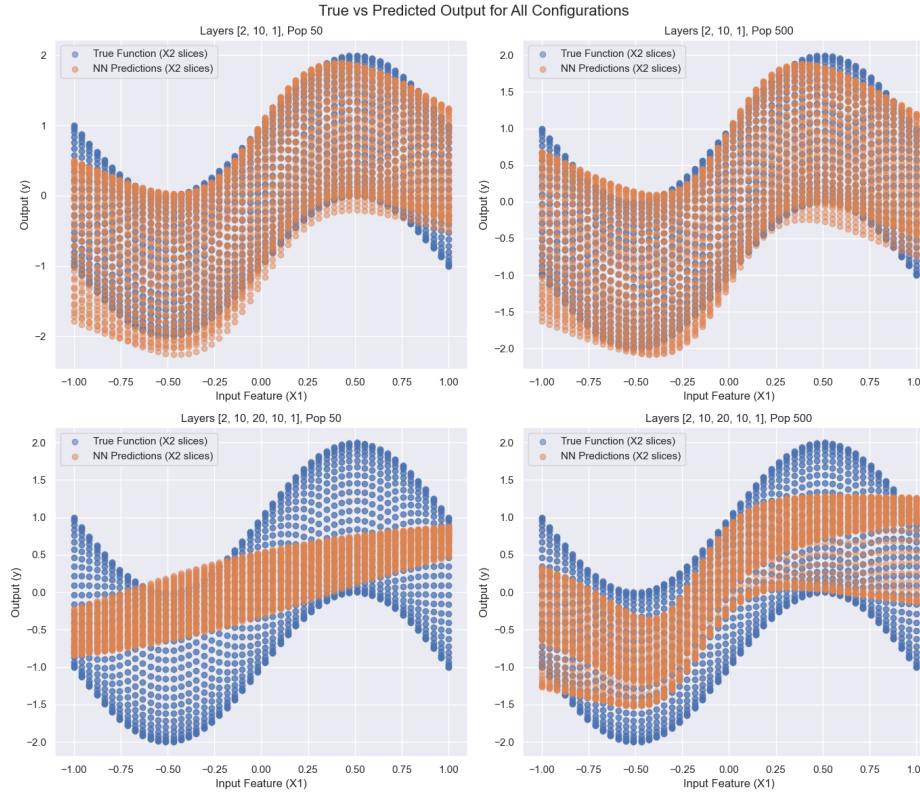 True vs Predicted Output for All Configurations
Layers [2, 10, 1], Pop 50
True Function (X2 slices)
NN Predictions (X2 slices)
2
1
0
−1
−2
Output (y)
−1.00 −0.75 −0.50 −0.25 0.00 0.25 0.50 0.75 1.00
Input Feature (X1)
Layers [2, 10, 1], Pop 500
True Function (X2 slices)
NN Predictions (X2 slices)
2.0
1.5
1.0
0.5
0.0
−0.5
−1.0
−1.5
−2.0
Output (y)
−1.00 −0.75 −0.50 −0.25 0.00 0.25 0.50 0.75 1.0
Input Feature (X1)
Layers [2, 10, 20, 10, 1], Pop 50
True Function (X2 slices)
NN Predictions (X2 slices)
2.0
1.5
1.0
0.5
0.0
−0.5
−1.0
−1.5
−2.0
Output (y)
−1.00 −0.75 −0.50 −0.25 0.00 0.25 0.50 0.75 1.00
Input Feature (X1)
Layers [2, 10, 20, 10, 1], Pop 500
True Function (X2 slices)
NN Predictions (X2 slices)
2.0
1.5
1.0
0.5
0.0
−0.5
−1.0
−1.5
−2.0
Output (y)
−1.00 −0.75 −0.50 −0.25 0.00 0.25 0.50 0.75 1.0
Input Feature (X1)